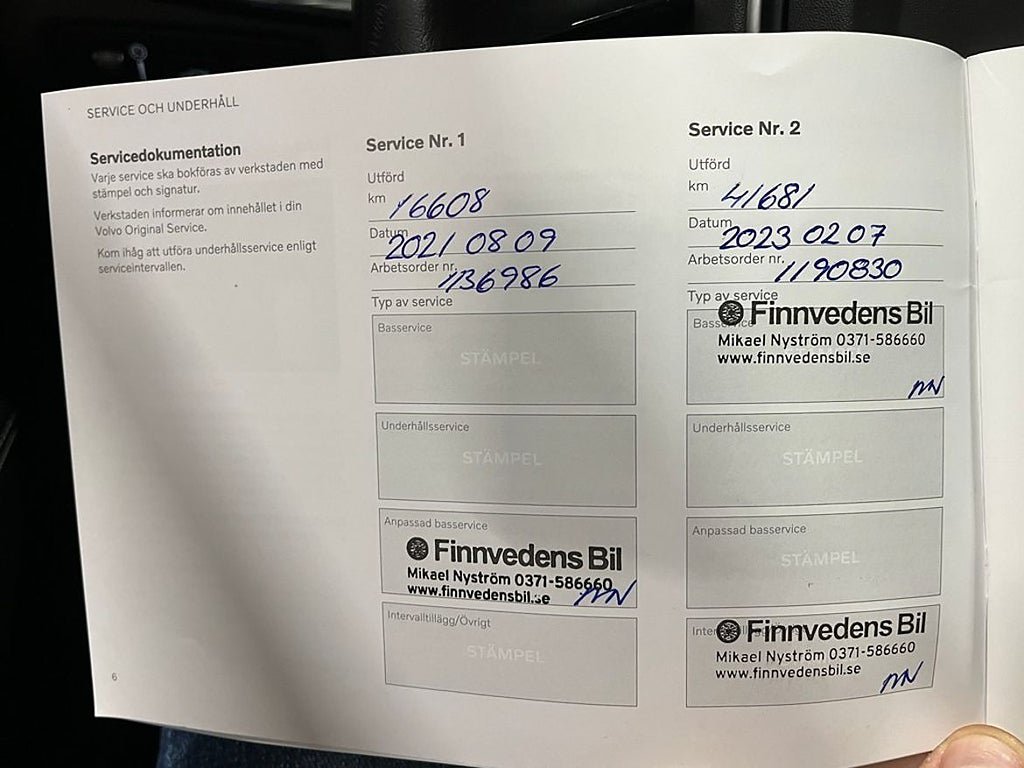 SERVICE OCH UNDERHÅLL
Servicedokumentation
Varje service ska bokföras av verkstaden med
stämpel och signatur.
Verkstaden informerar om innehållet i din
Volvo Original Service.
Kom ihåg att utföra underhållsservice enligt
serviceintervallen.
6
Service Nr. 1
Utförd
km 16608
Datum 2021 08 09
Arbetsorder nr. 1136986
Typ av service
Basservice
STÄMPEL
Underhållsservice
STÄMPEL
Anpassad basservice
Finnvedens Bil
Mikael Nyström 0371-586660
www.finnvedensbil.se MN
Intervalltillägg/Övrigt
STÄMPEL
Service Nr. 2
Utförd
km 41681
Datum 2023 02 07
Arbetsorder nr. 1190830
Typ av service
Basservice
Finnvedens Bil
Mikael Nyström 0371-586660
www.finnvedensbil.se
MN
Underhållsservice
STÄMPEL
Anpassad basservice
STÄMPEL
Finnvedens Bil
Mikael Nyström 0371-586660
www.finnvedensbil.se MN